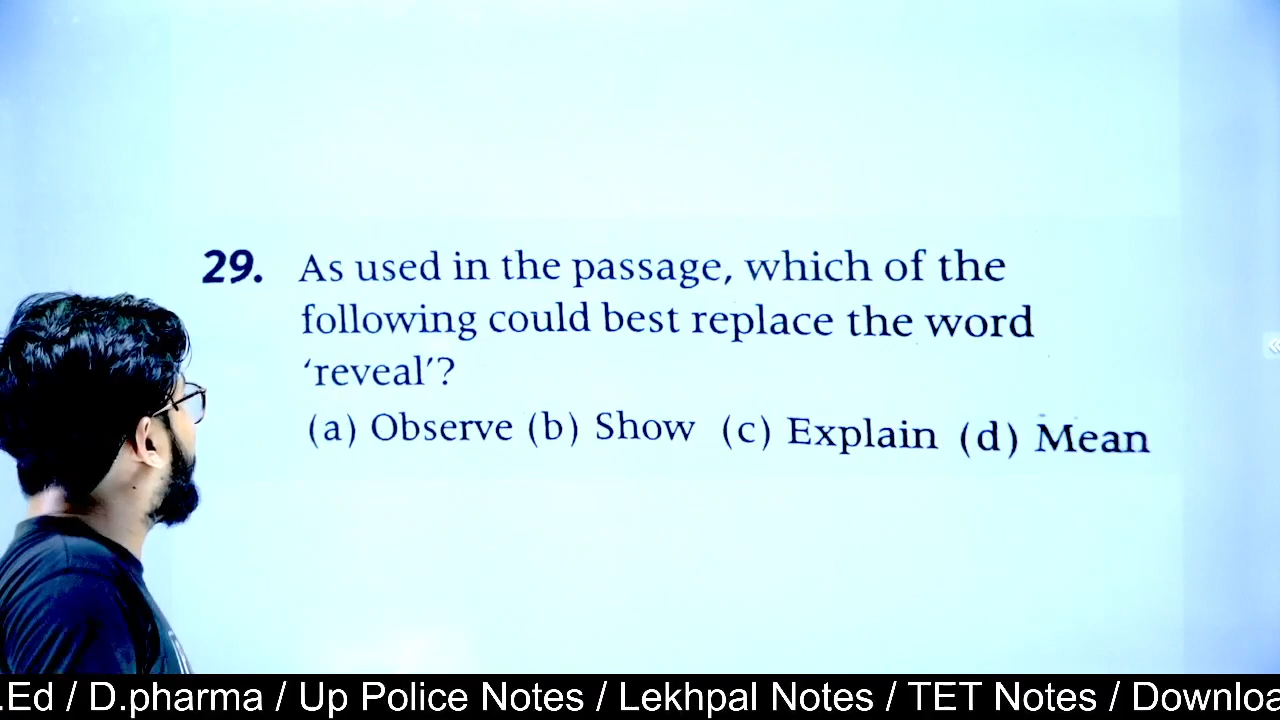 29. As used in the passage, which of the
following could best replace the word
‘reveal’?
(a) Observe (b) Show (c) Explain (d) Mean
.Ed / D.pharma / Up Police Notes / Lekhpal Notes / TET Notes / Downloa